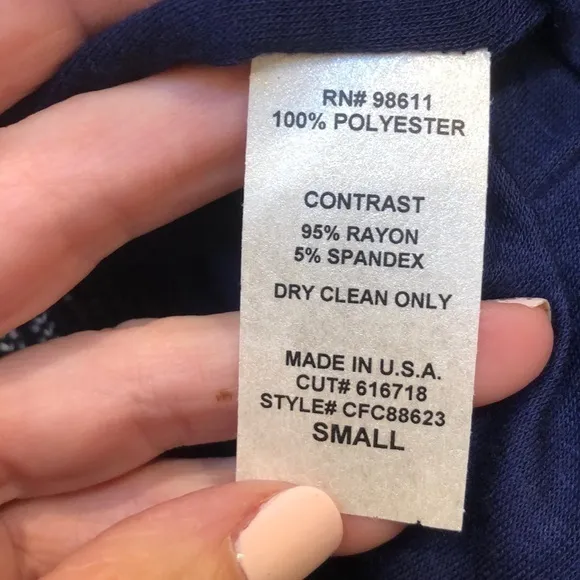 RN# 98611
100% POLYESTER
CONTRAST
95% RAYON
5% SPANDEX
DRY CLEAN ONLY
MADE IN U.S.A.
CUT# 616718
STYLE# CFC88623
SMALL